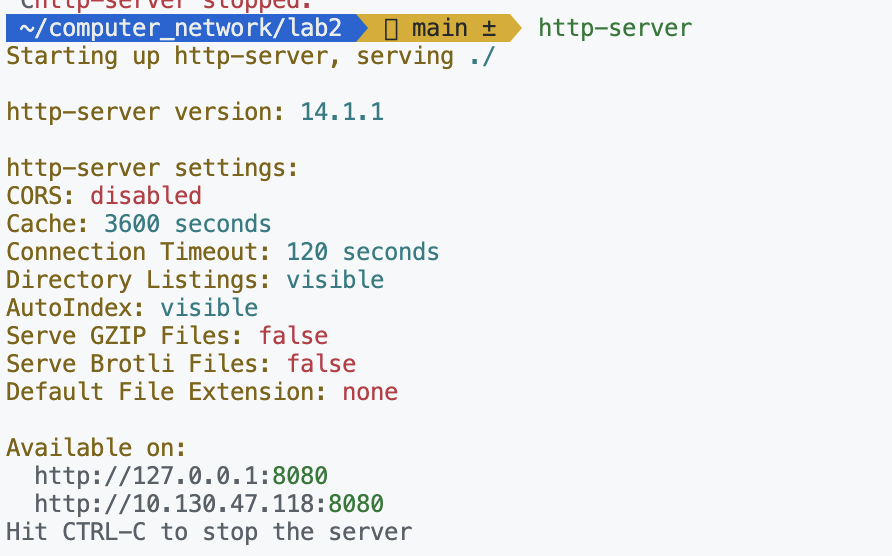 http-server stopped.
~/computer_network/lab2 main ± http-server
Starting up http-server, serving ./
http-server version: 14.1.1
http-server settings:
CORS: disabled
Cache: 3600 seconds
Connection Timeout: 120 seconds
Directory Listings: visible
AutoIndex: visible
Serve GZIP Files: false
Serve Brotli Files: false
Default File Extension: none
Available on:
http://127.0.0.1:8080
http://10.130.47.118:8080
Hit CTRL-C to stop the server